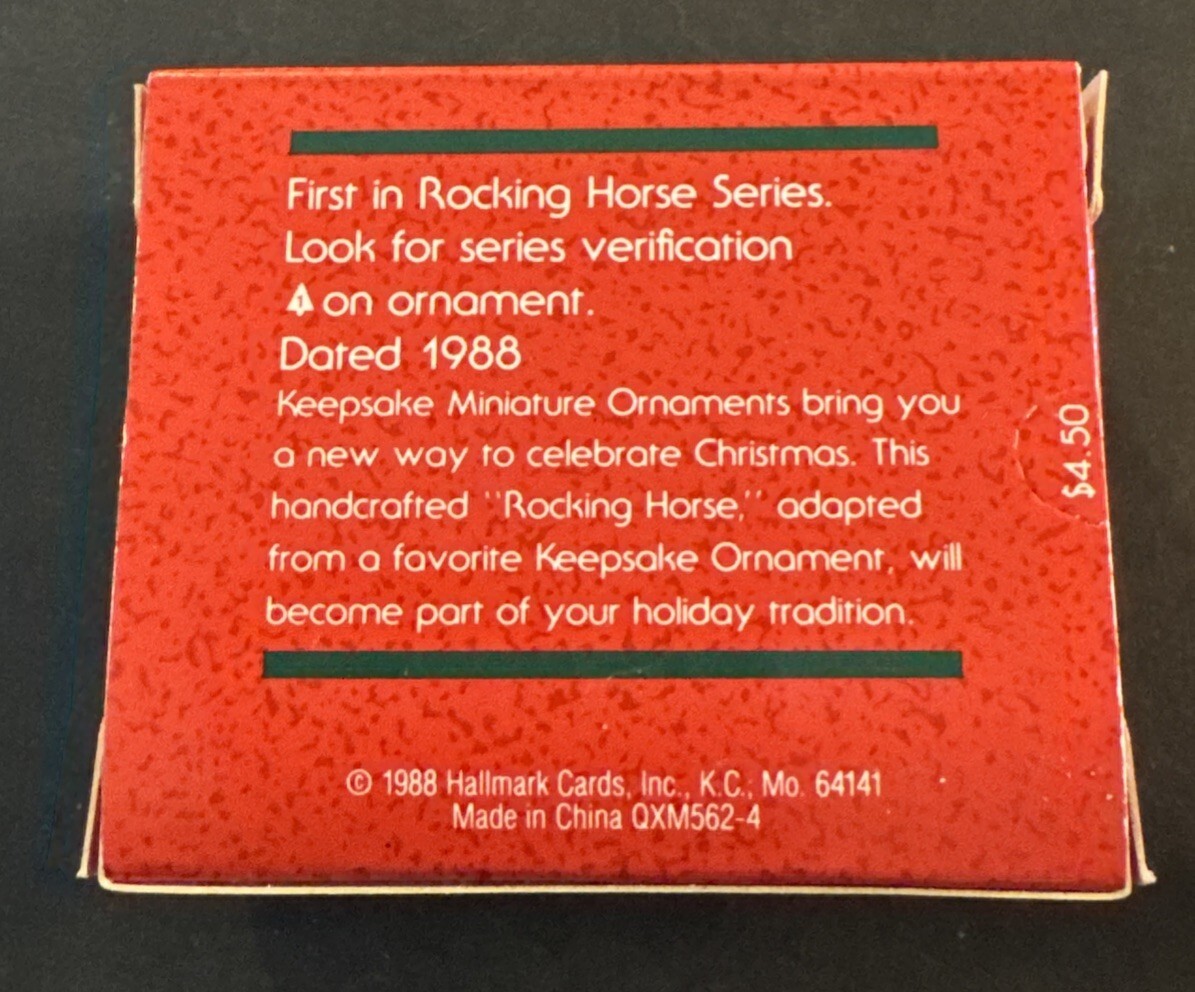 First in Rocking Horse Series.
Look for series verification
1 on ornament.
Dated 1988
Keepsake Miniature Ornaments bring you
a new way to celebrate Christmas. This
handcrafted "Rocking Horse," adapted
from a favorite Keepsake Ornament, will
become part of your holiday tradition.
$4.50
© 1988 Hallmark Cards, Inc., K.C., Mo. 64141
Made in China QXM562-4